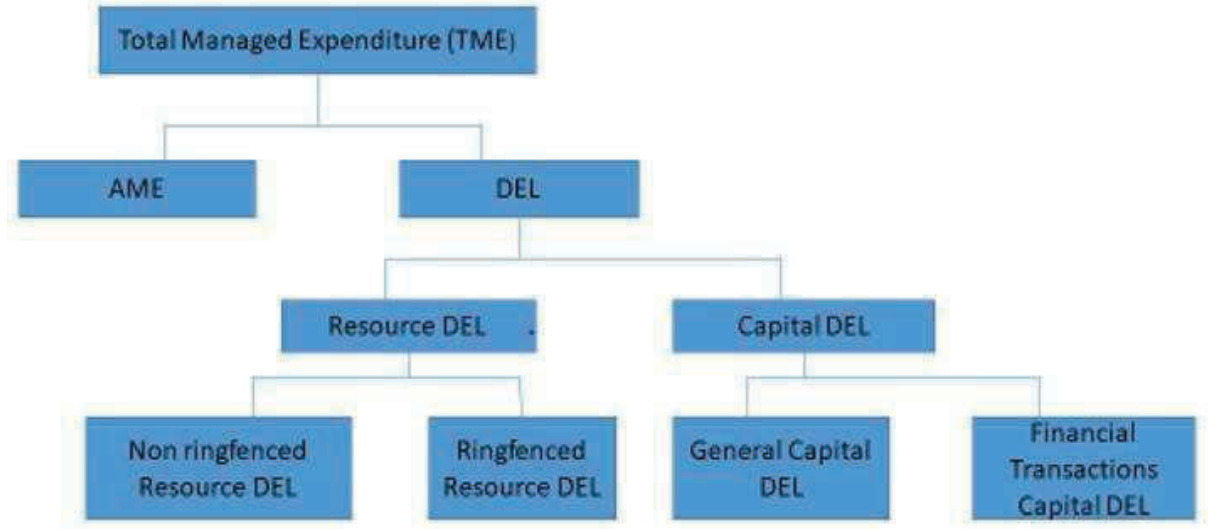 Total Managed Expenditure (TME)
AME
DEL
Resource DEL .
Capital DEL
Non ringfenced
Resource DEL
Ringfenced
Resource DEL
General Capital
DEL
Financial
Transactions
Capital DEL